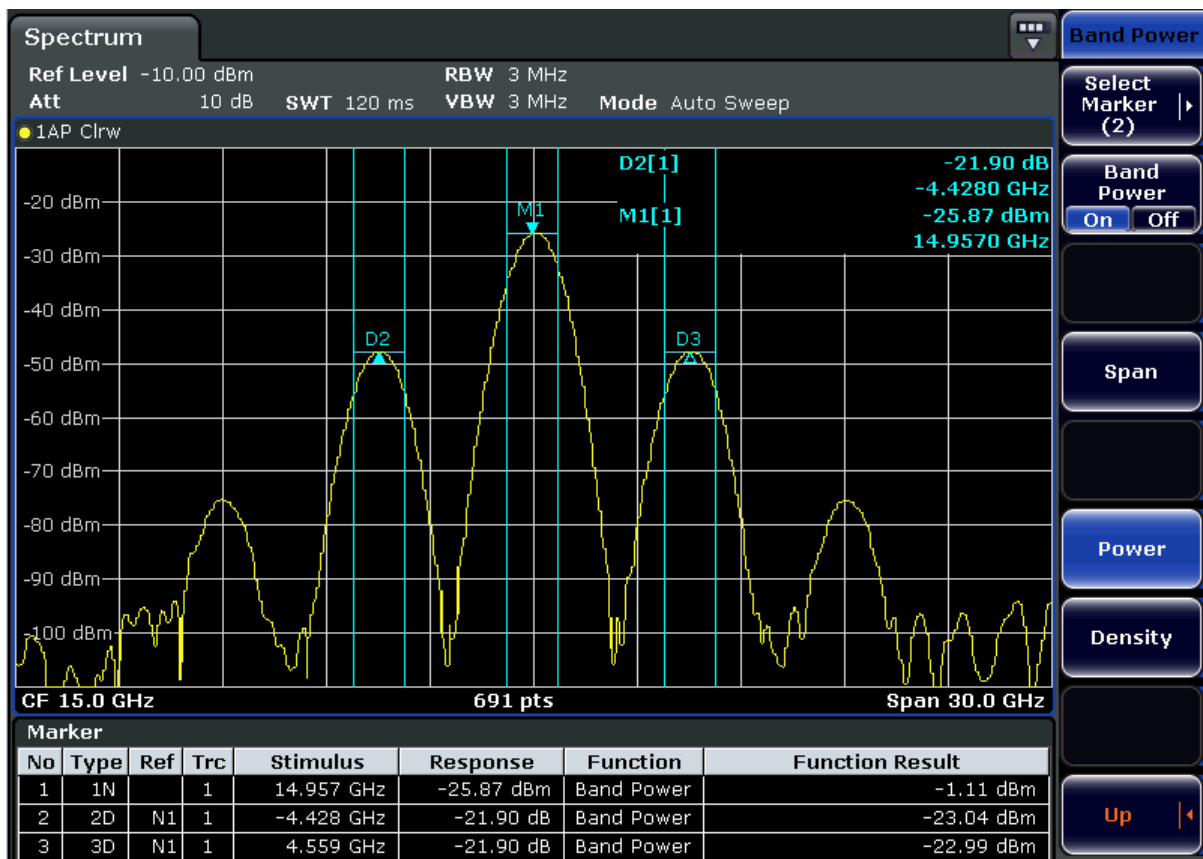 Spectrum
Ref Level -10.00 dBm RBW 3 MHz
Att 10 dB SWT 120 ms VBW 3 MHz Mode Auto Sweep
1AP Clrw
D2[1] -21.90 dB
-4.4280 GHz
M1[1] -25.87 dBm
14.9570 GHz
M1
D2
D3
-20 dBm
-30 dBm
-40 dBm
-50 dBm
-60 dBm
-70 dBm
-80 dBm
-90 dBm
-100 dBm
CF 15.0 GHz 691 pts Span 30.0 GHz
Marker
No Type Ref Trc Stimulus Response Function Function Result
1 1N 1 14.957 GHz -25.87 dBm Band Power -1.11 dBm
2 2D N1 1 -4.428 GHz -21.90 dB Band Power -23.04 dBm
3 3D N1 1 4.559 GHz -21.90 dB Band Power -22.99 dBm
Band Power
Select
Marker
(2)
Band
Power
On Off
Span
Power
Density
Up